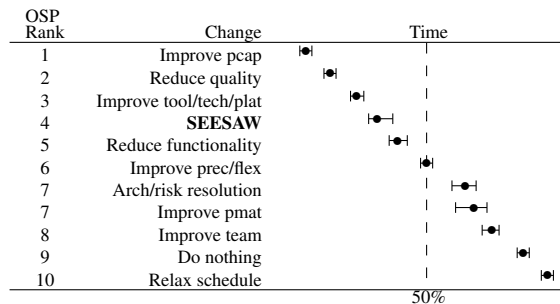 OSP
Rank Change Time
1 Improve pcap
2 Reduce quality
3 Improve tool/tech/plat
4 SEESAW
5 Reduce functionality
6 Improve prec/flex
7 Arch/risk resolution
7 Improve pmat
8 Improve team
9 Do nothing
10 Relax schedule
50%